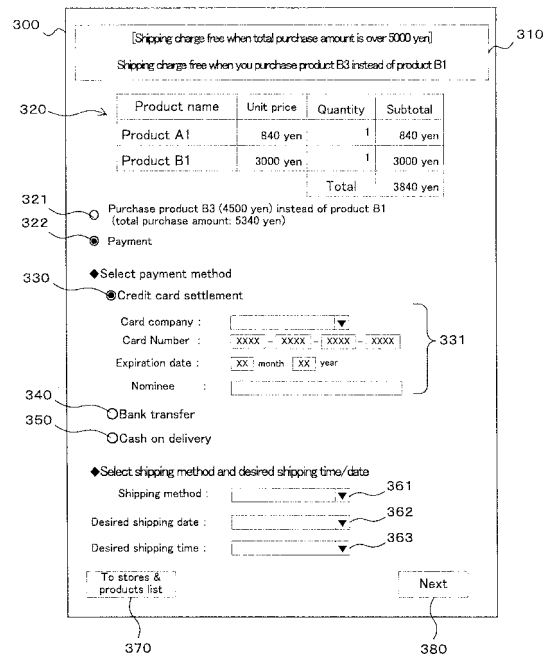 300
310
[Shipping charge free when total purchase amount is over 5000 yen]
Shipping charge free when you purchase product B3 instead of product B1
320
Product name Unit price Quantity Subtotal
Product A1 840 yen 1 840 yen
Product B1 3000 yen 1 3000 yen
Total 3840 yen
321
Purchase product B3 (4500 yen) instead of product B1
(total purchase amount: 5340 yen)
322
Payment
◆Select payment method
330
Credit card settlement
Card company :
Card Number : XXXX - XXXX - XXXX - XXXX
331
Expiration date : XX month XX year
Nominee :
340
Bank transfer
350
Cash on delivery
◆Select shipping method and desired shipping time/date
Shipping method : 361
Desired shipping date : 362
Desired shipping time : 363
To stores &
products list
Next
370
380